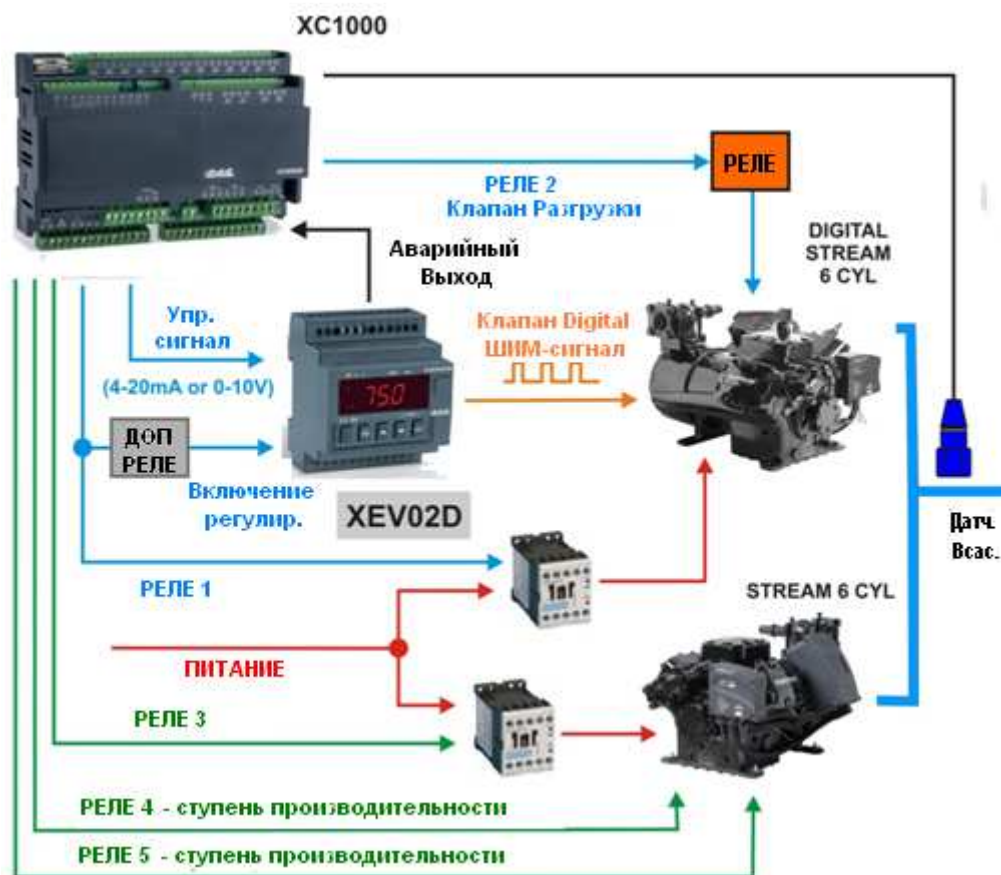 XC1000
РЕЛЕ
РЕЛЕ 2
Клапан Разгрузки
DIGITAL
STREAM
6 CYL
Аварийный
Выход
Упр.
сигнал
(4-20mA or 0-10V)
Клапан Digital
ШИМ-сигнал
750
ДОП
РЕЛЕ
Включение
регулир.
XEV02D
Датч.
Всас.
РЕЛЕ 1
STREAM 6 CYL
ПИТАНИЕ
РЕЛЕ 3
РЕЛЕ 4 - ступень производительности
РЕЛЕ 5 - ступень производительности